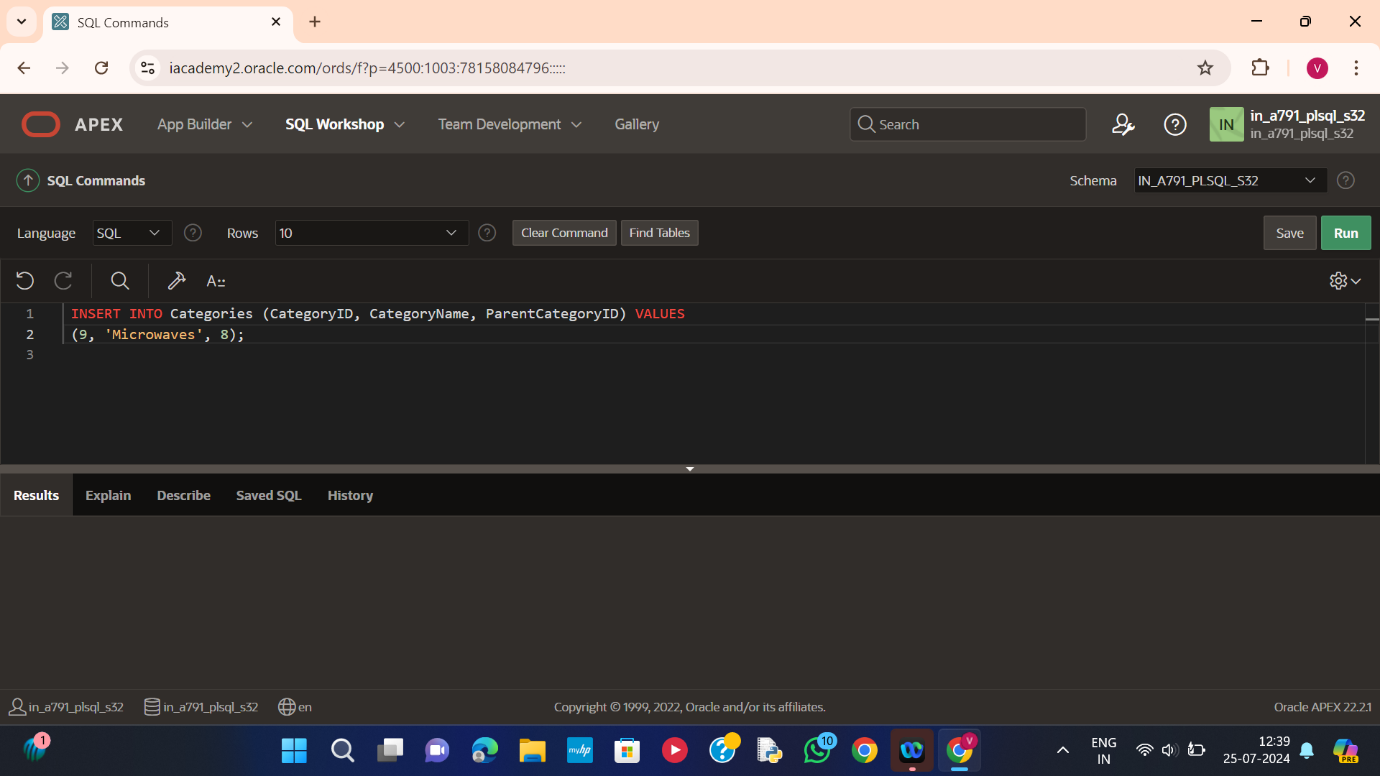 SQL Commands
iacademy2.oracle.com/ords/f?p=4500:1003:78158084796:::::
V
APEX App Builder SQL Workshop Team Development Gallery Search IN in_a791_plsql_s32
in_a791_plsql_s32
SQL Commands Schema IN_A791_PLSQL_S32
Language SQL Rows 10 Clear Command Find Tables Save Run
A::
1 INSERT INTO Categories (CategoryID, CategoryName, ParentCategoryID) VALUES
2 (9, 'Microwaves', 8);
3
Results Explain Describe Saved SQL History
in_a791_plsql_s32 in_a791_plsql_s32 en Copyright © 1999, 2022, Oracle and/or its affiliates. Oracle APEX 22.2.1
1 myhp 10 V ENG 12:39
IN 25-07-2024 PRE